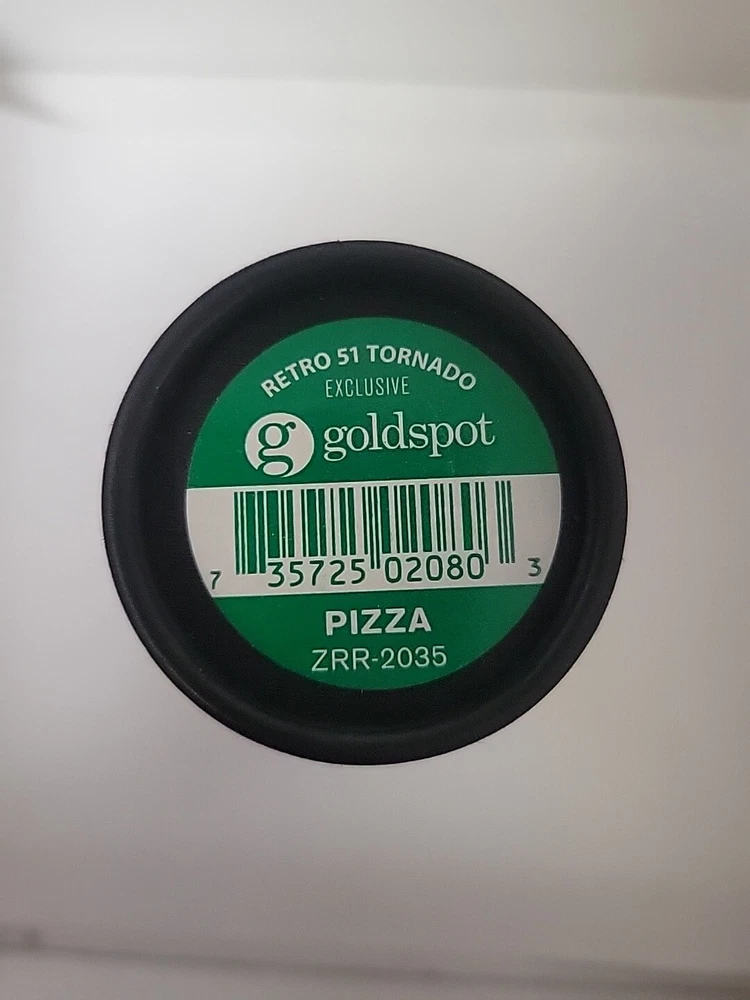 RETRO 51 TORNADO
EXCLUSIVE
g goldspot
7 35725 02080 3
PIZZA
ZRR-2035